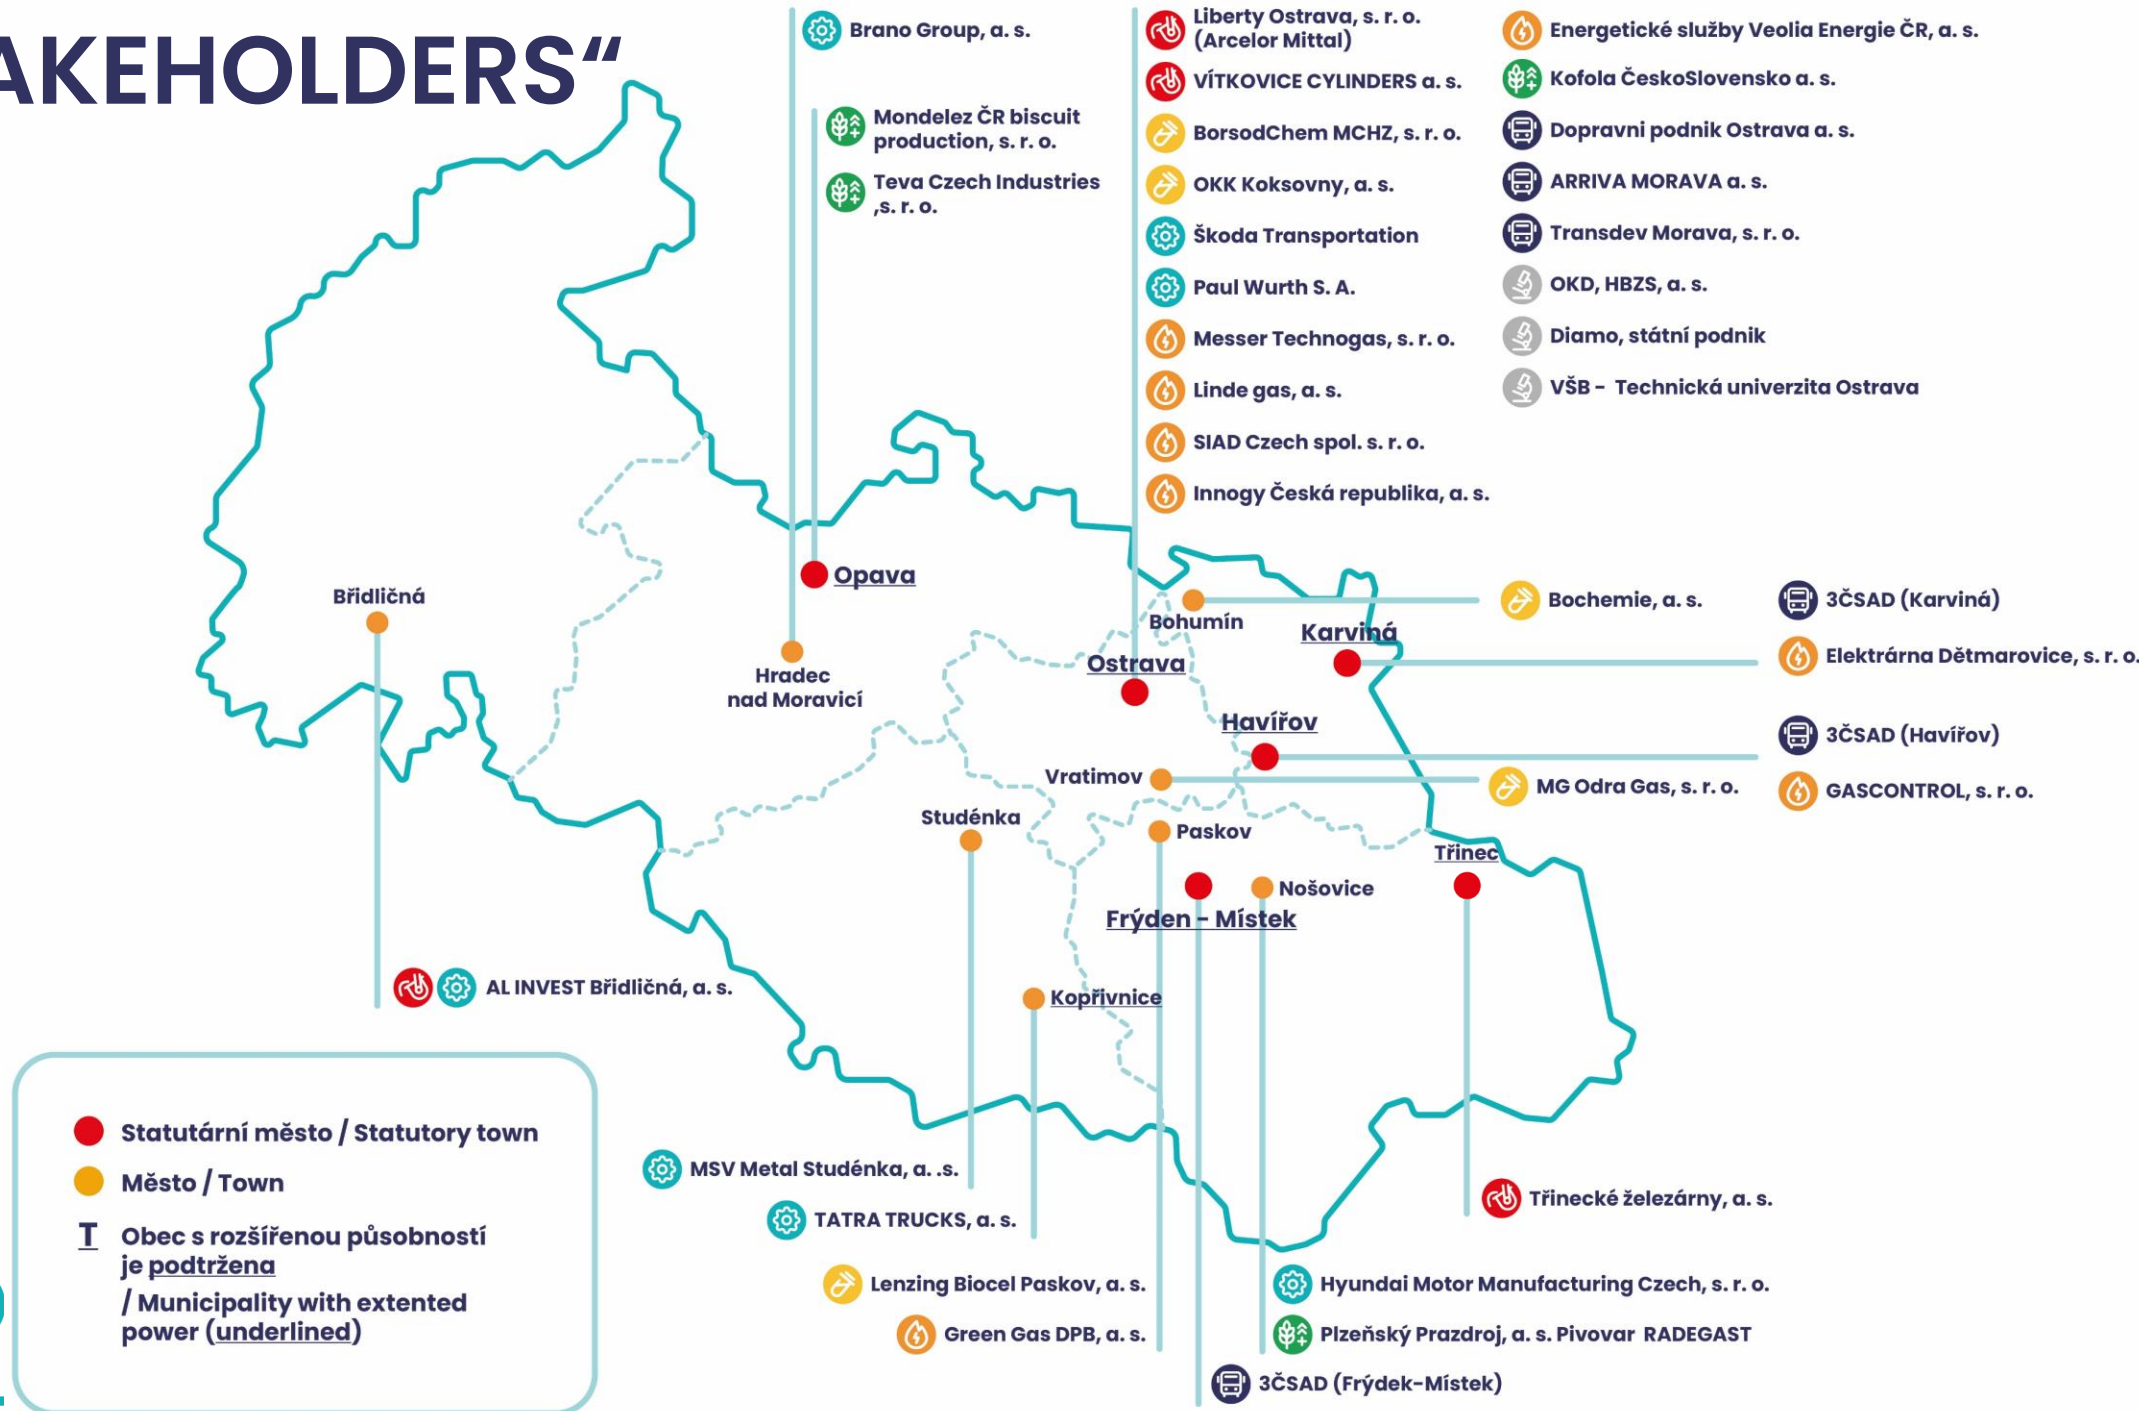 AKEHOLDERS“
Brano Group, a. s.
Mondelez ČR biscuit
production, s. r. o.
Teva Czech Industries
,s. r. o.
Liberty Ostrava, s. r. o.
(Arcelor Mittal)
VÍTKOVICE CYLINDERS a. s.
BorsodChem MCHZ, s. r. o.
OKK Koksovny, a. s.
Škoda Transportation
Paul Wurth S. A.
Messer Technogas, s. r. o.
Linde gas, a. s.
SIAD Czech spol. s. r. o.
Innogy Česká republika, a. s.
Energetické služby Veolia Energie ČR, a. s.
Kofola ČeskoSlovensko a. s.
Dopravni podnik Ostrava a. s.
ARRIVA MORAVA a. s.
Transdev Morava, s. r. o.
OKD, HBZS, a. s.
Diamo, státní podnik
VŠB - Technická univerzita Ostrava
Břidličná
Opava
Hradec
nad Moravicí
Bohumín
Ostrava
Karviná
Havířov
Vratimov
Studénka
Paskov
Nošovice
Třinec
Frýden - Místek
Kopřivnice
Bochemie, a. s.
3ČSAD (Karviná)
Elektrárna Dětmarovice, s. r. o.
3ČSAD (Havířov)
MG Odra Gas, s. r. o.
GASCONTROL, s. r. o.
AL INVEST Břidličná, a. s.
MSV Metal Studénka, a. .s.
TATRA TRUCKS, a. s.
Lenzing Biocel Paskov, a. s.
Green Gas DPB, a. s.
Třinecké železárny, a. s.
Hyundai Motor Manufacturing Czech, s. r. o.
Plzeňský Prazdroj, a. s. Pivovar RADEGAST
3ČSAD (Frýdek-Místek)
Statutární město / Statutory town
Město / Town
T Obec s rozšířenou působností
je podtržena
/ Municipality with extented
power (underlined)